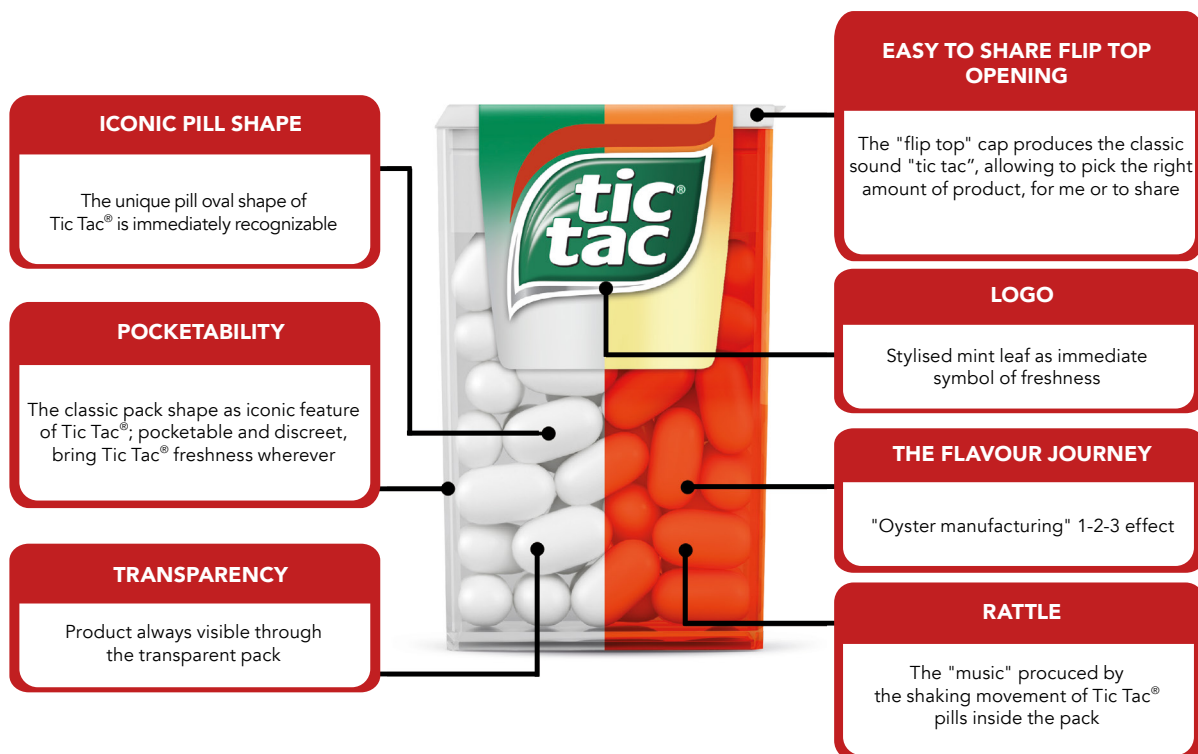 ICONIC PILL SHAPE
The unique pill oval shape of
Tic Tac® is immediately recognizable
POCKETABILITY
The classic pack shape as iconic feature
of Tic Tac®; pocketable and discreet,
bring Tic Tac® freshness wherever
TRANSPARENCY
Product always visible through
the transparent pack
tic®
tac
EASY TO SHARE FLIP TOP
OPENING
The "flip top" cap produces the classic
sound "tic tac”, allowing to pick the right
amount of product, for me or to share
LOGO
Stylised mint leaf as immediate
symbol of freshness
THE FLAVOUR JOURNEY
"Oyster manufacturing" 1-2-3 effect
RATTLE
The "music" procuced by
the shaking movement of Tic Tac®
pills inside the pack